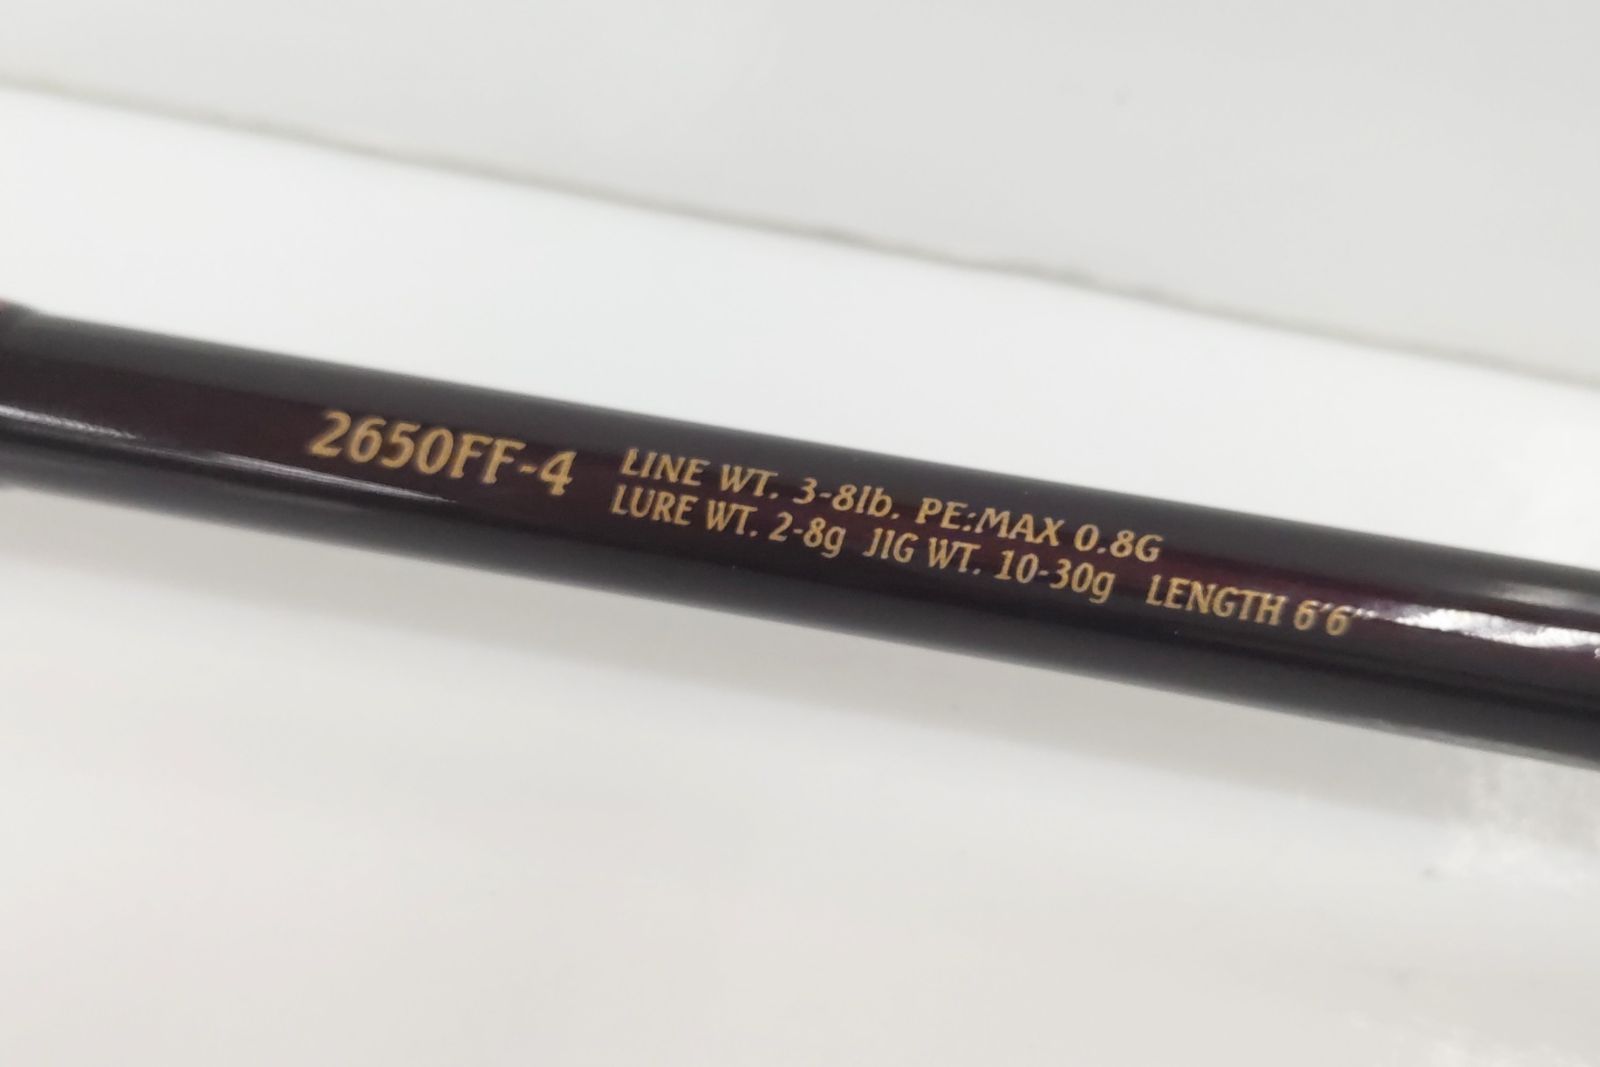 2650FF-4
LINE WT. 3-8lb. PE:MAX 0.8G
LURE WT. 2-8g JIG WT. 10-30g LENGTH 6'6"